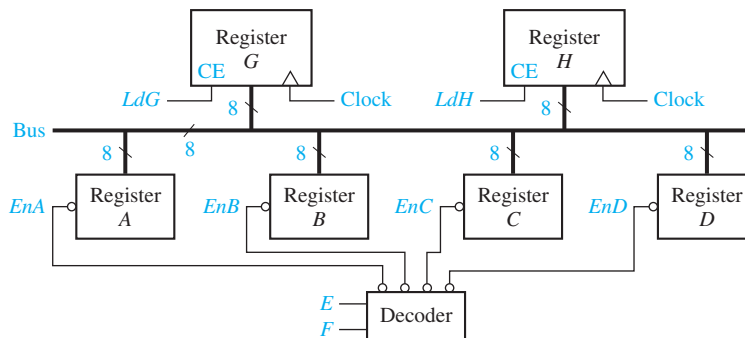 Register
G
CE
LdG
Clock
8
Register
H
CE
LdH
Clock
8
Bus
8
8
8
8
8
EnA
Register
A
EnB
Register
B
EnC
Register
C
EnD
Register
D
E
F
Decoder